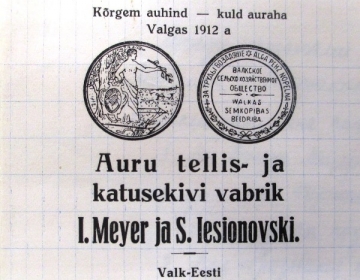 Kõrgem auhind — kuld auraha
Valgas 1912 a
ВАЛКСКОЕ
СЕЛЬСКО-ХОЗЯЙСТВЕННОЕ
ОБЩЕСТВО
WALKAS
SEMKOPIBAS
BEEDRIBA.
Auru tellis- ja
katusekivi vabrik
I. Meyer ja S. Iesionovski.
Valk-Eesti